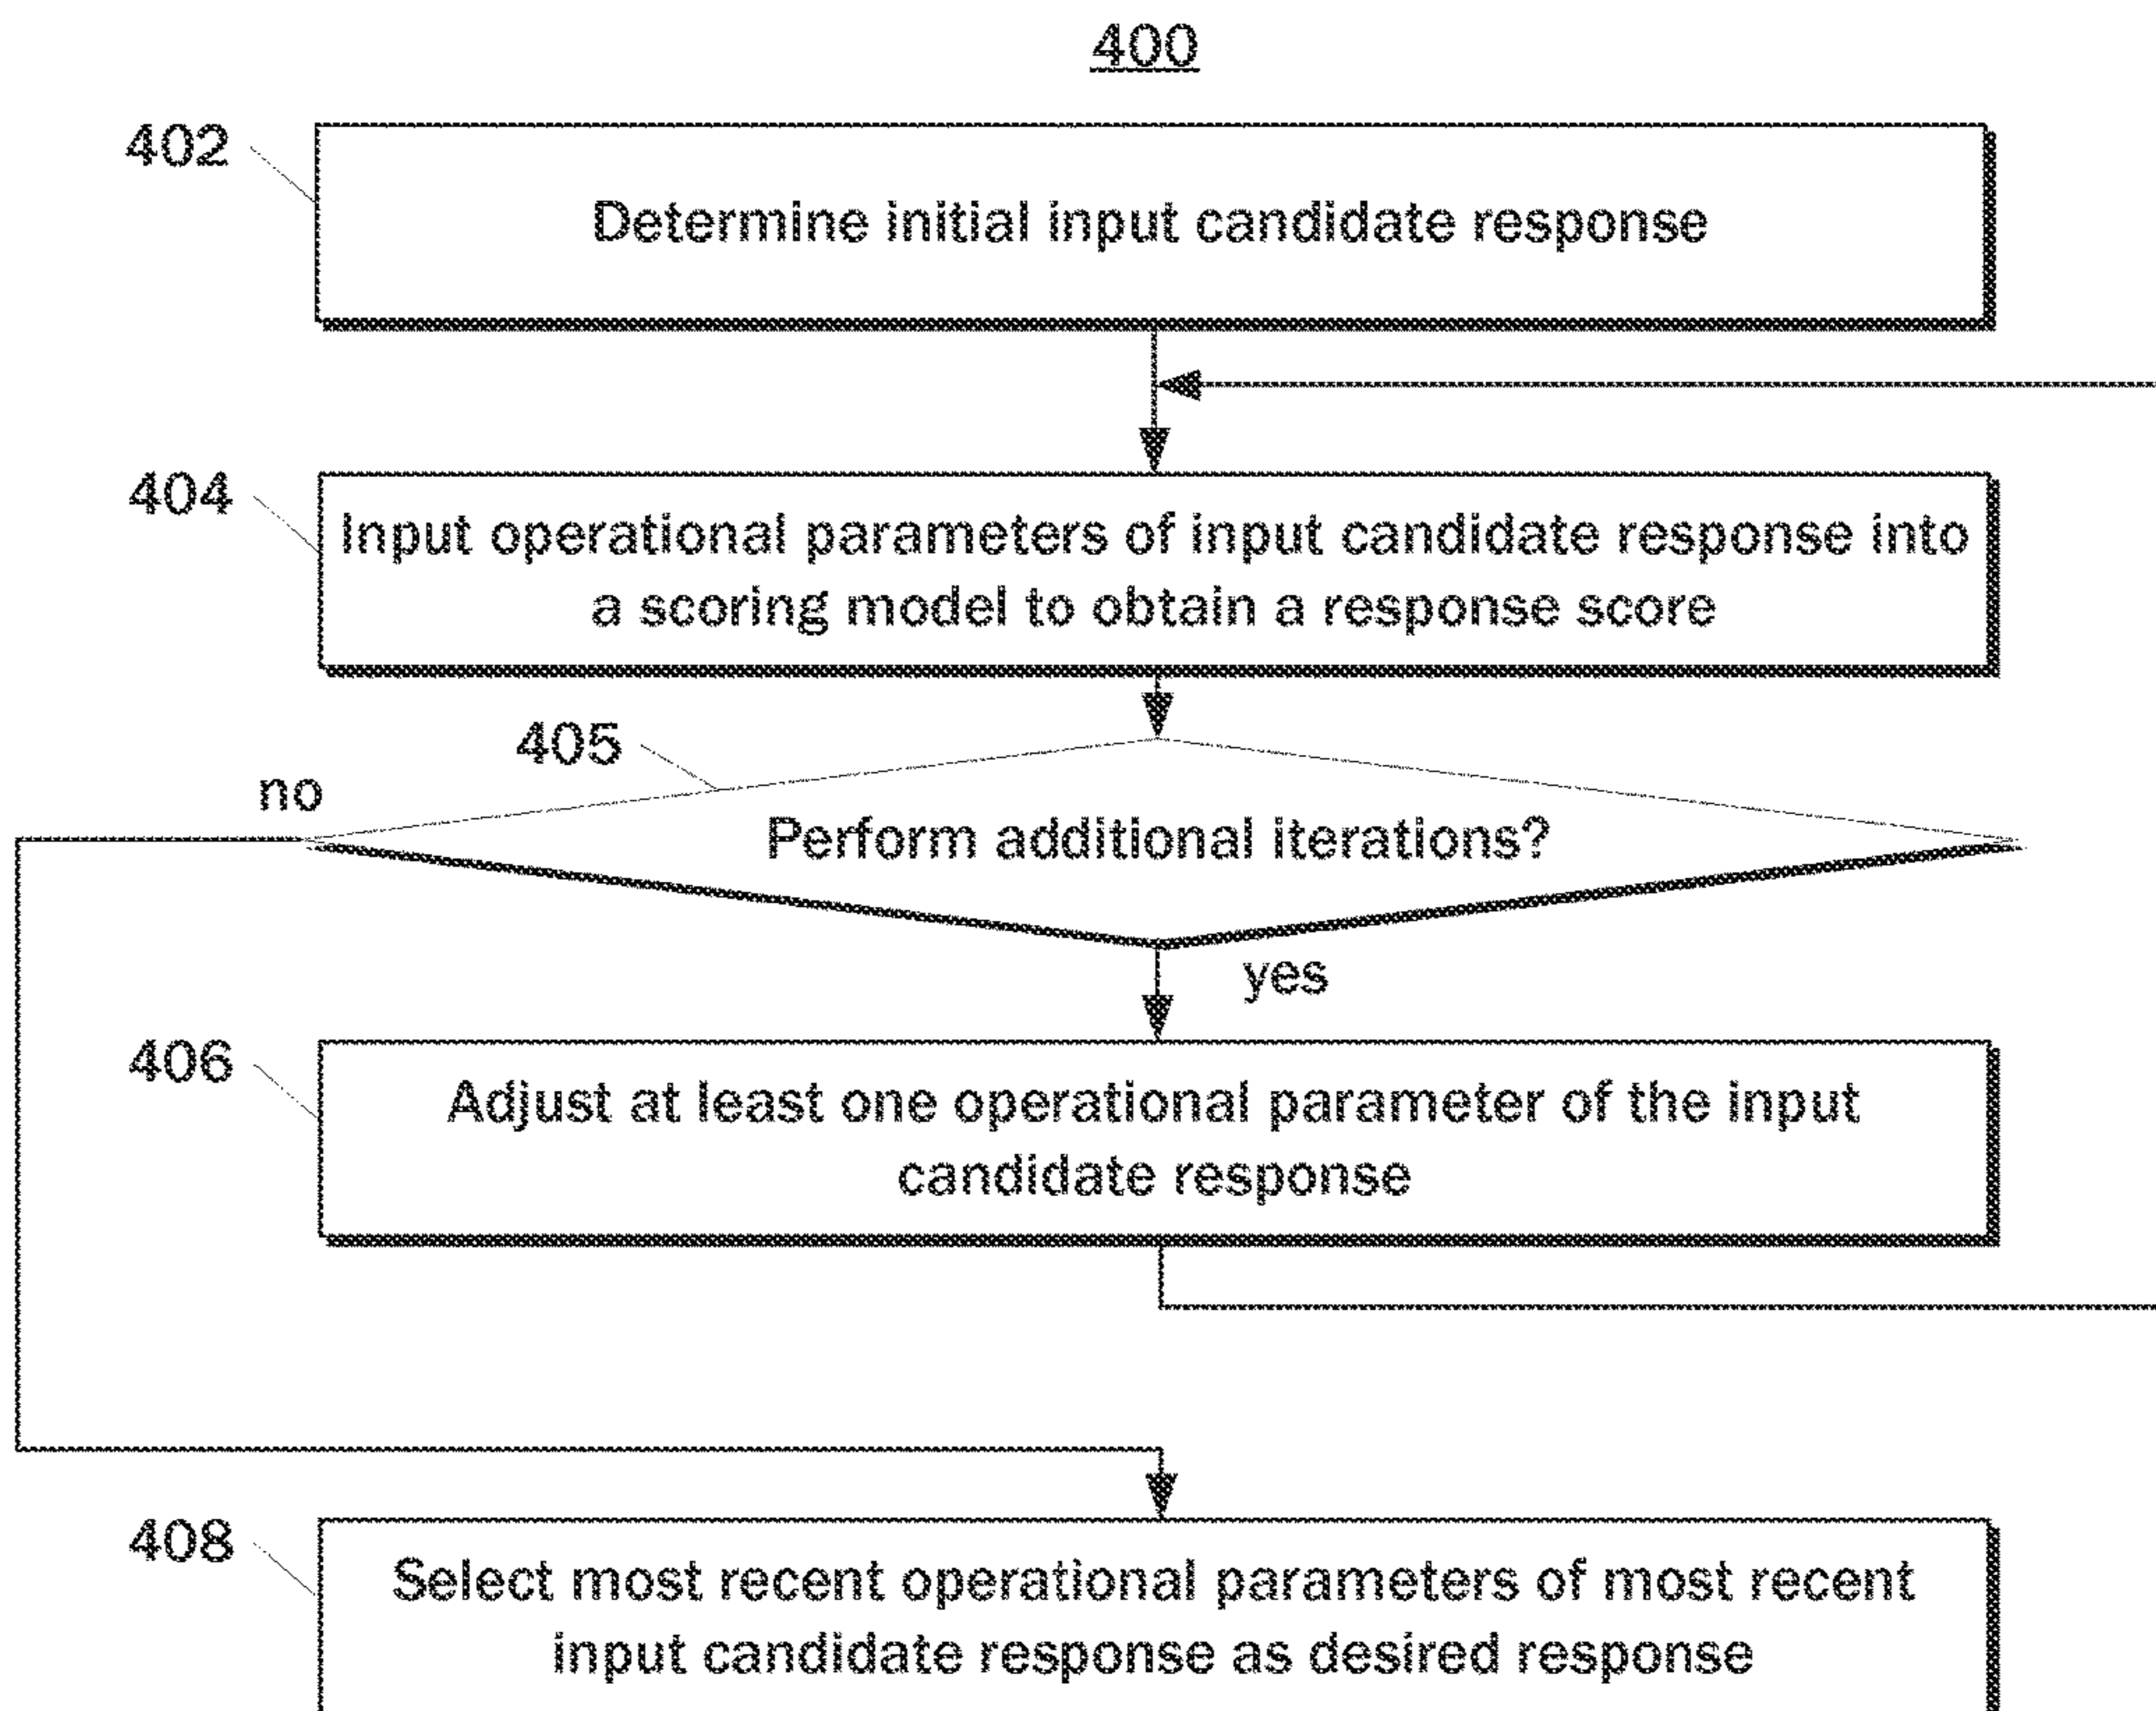 400
402
Determine initial input candidate response
404
Input operational parameters of input candidate response into
a scoring model to obtain a response score
405
no
Perform additional iterations?
yes
406
Adjust at least one operational parameter of the input
candidate response
408
Select most recent operational parameters of most recent
input candidate response as desired response